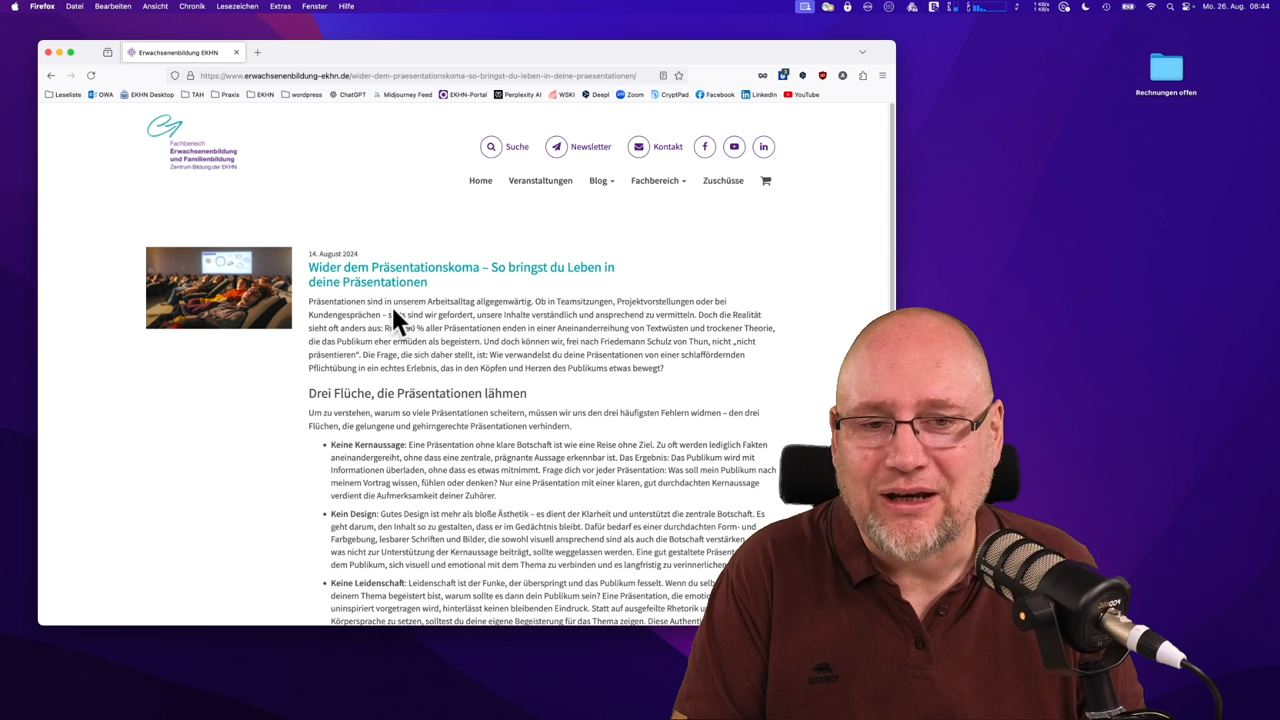 Firefox Datei Bearbeiten Ansicht Chronik Lesezeichen Extras Fenster Hilfe Mo. 26. Aug. 08:44
Erwachsenenbildung EKHN
https://www.erwachsenenbildung-ekhn.de/wider-dem-praesentationskoma-so-bringst-du-leben-in-deine-praesentationen/
Leseliste OWA EKHN Desktop TAH Praxis EKHN wordpress ChatGPT Midjourney Feed EKHN-Portal Perplexity AI WSKI Deepl Zoom CryptPad Facebook LinkedIn YouTube
Rechnungen offen
Fachbereich
Erwachsenenbildung
und Familienbildung
Zentrum Bildung der EKHN
Suche Newsletter Kontakt
Home Veranstaltungen Blog Fachbereich Zuschüsse
14. August 2024
Wider dem Präsentationskoma – So bringst du Leben in
deine Präsentationen
Präsentationen sind in unserem Arbeitsalltag allgegenwärtig. Ob in Teamsitzungen, Projektvorstellungen oder bei
Kundengesprächen – sind wir gefordert, unsere Inhalte verständlich und ansprechend zu vermitteln. Doch die Realität
sieht oft anders aus: % aller Präsentationen enden in einer Aneinanderreihung von Textwüsten und trockener Theorie,
die das Publikum eher ermüden als begeistern. Und doch können wir, frei nach Friedemann Schulz von Thun, nicht „nicht
präsentieren“. Die Frage, die sich daher stellt, ist: Wie verwandelst du deine Präsentationen von einer schlaffördernden
Pflichtübung in ein echtes Erlebnis, das in den Köpfen und Herzen des Publikums etwas bewegt?
Drei Flüche, die Präsentationen lähmen
Um zu verstehen, warum so viele Präsentationen scheitern, müssen wir uns den drei häufigsten Fehlern widmen – den drei
Flüchen, die gelungene und gehirngerechte Präsentationen verhindern.
• Keine Kernaussage: Eine Präsentation ohne klare Botschaft ist wie eine Reise ohne Ziel. Zu oft werden lediglich Fakten
aneinandergereiht, ohne dass eine zentrale, prägnante Aussage erkennbar ist. Das Ergebnis: Das Publikum wird mit
Informationen überladen, ohne dass es etwas mitnimmt. Frage dich vor jeder Präsentation: Was soll mein Publikum nach
meinem Vortrag wissen, fühlen oder denken? Nur eine Präsentation mit einer klaren, gut durchdachten Kernaussage
verdient die Aufmerksamkeit deiner Zuhörer.
• Kein Design: Gutes Design ist mehr als bloße Ästhetik – es dient der Klarheit und unterstützt die zentrale Botschaft. Es
geht darum, den Inhalt so zu gestalten, dass er im Gedächtnis bleibt. Dafür bedarf es einer durchdachten Form- und
Farbgebung, lesbarer Schriften und Bilder, die sowohl visuell ansprechend sind als auch die Botschaft verstärken.
was nicht zur Unterstützung der Kernaussage beiträgt, sollte weggelassen werden. Eine gut gestaltete
dem Publikum, sich visuell und emotional mit dem Thema zu verbinden und es langfristig zu
• Keine Leidenschaft: Leidenschaft ist der Funke, der überspringt und das Publikum fesselt. Wenn du
deinem Thema begeistert bist, warum sollte es dann dein Publikum sein? Eine Präsentation, die
uninspiriert vorgetragen wird, hinterlässt keinen bleibenden Eindruck. Statt auf ausgefeilte Rhetorik
Körpersprache zu setzen, solltest du deine eigene Begeisterung für das Thema zeigen. Diese